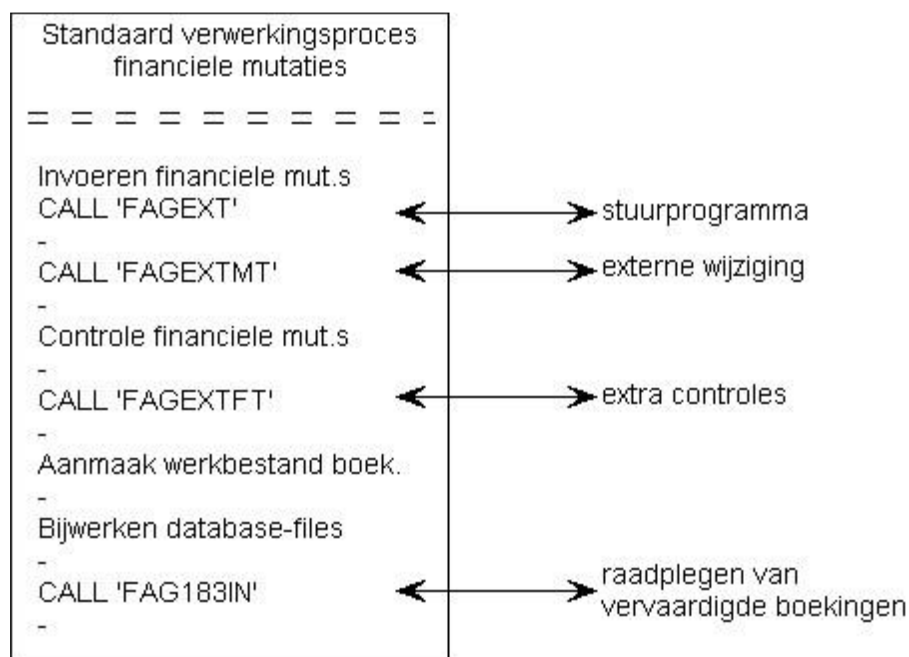 Standaard verwerkingsproces
financiele mutaties
= = = = = = = = = =
Invoeren financiele mut.s
CALL 'FAGEXT'
stuurprogramma
-
CALL 'FAGEXTMT'
externe wijziging
-
Controle financiele mut.s
-
CALL 'FAGEXTFT'
extra controles
-
Aanmaak werkbestand boek.
-
Bijwerken database-files
-
CALL 'FAG183IN'
raadplegen van
vervaardigde boekingen
-